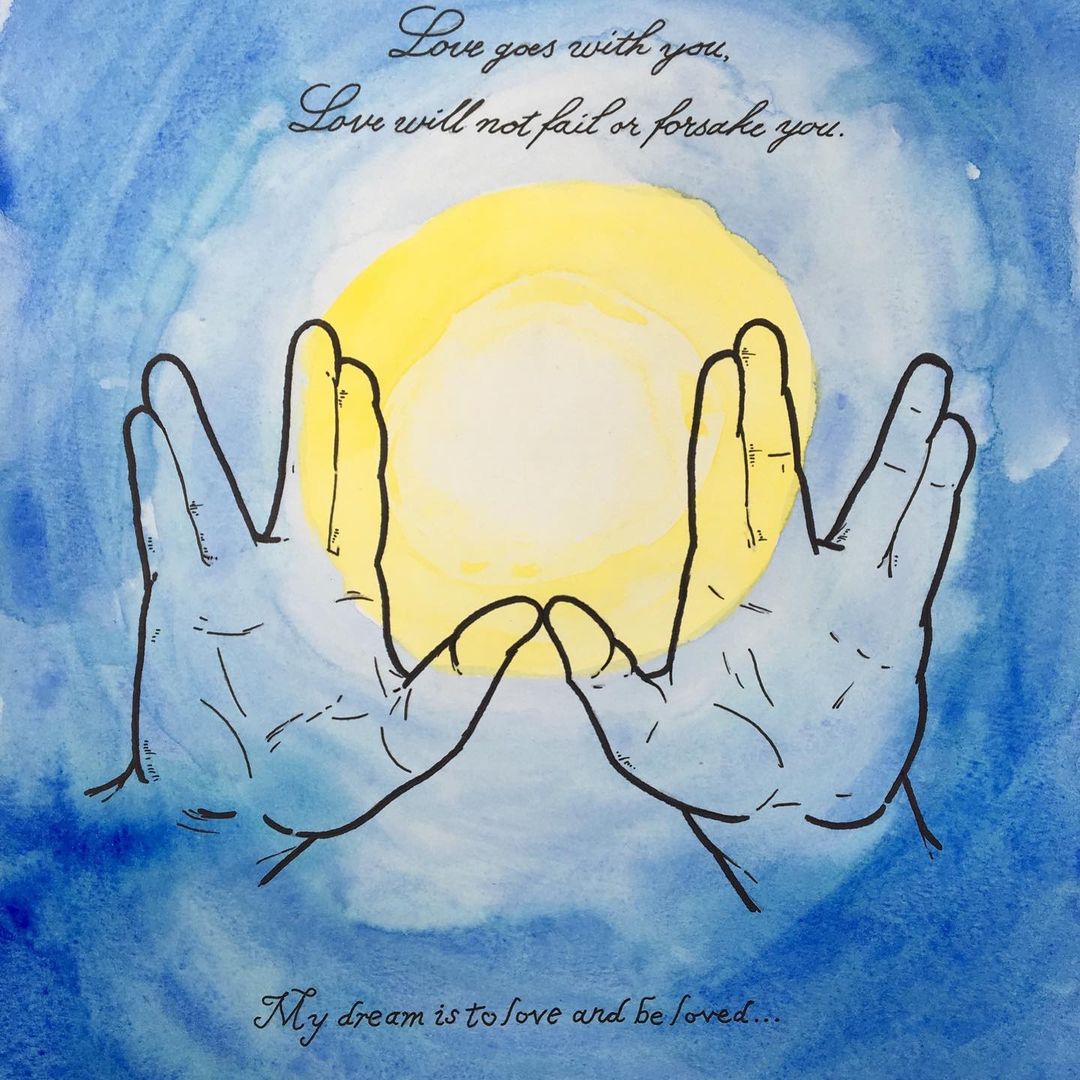 Love goes with you,
Love will not fail or forsake you.
My dream is to love and be loved...